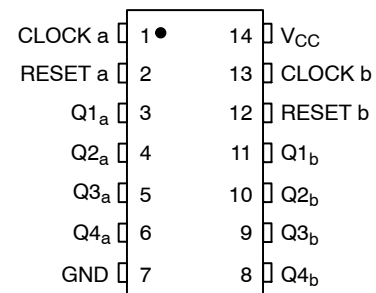 CLOCK a 1 14 VCC
RESET a 2 13 CLOCK b
Q1a 3 12 RESET b
Q2a 4 11 Q1b
Q3a 5 10 Q2b
Q4a 6 9 Q3b
GND 7 8 Q4b